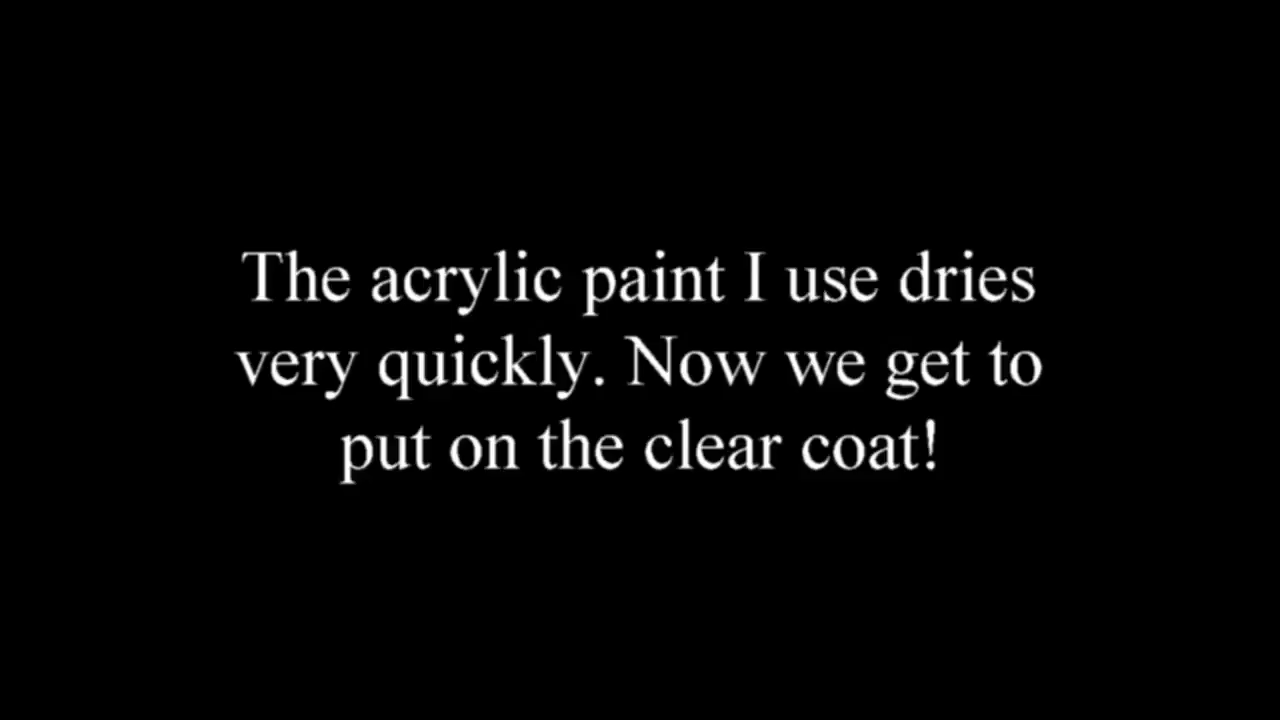 The acrylic paint I use dries
very quickly. Now we get to
put on the clear coat!